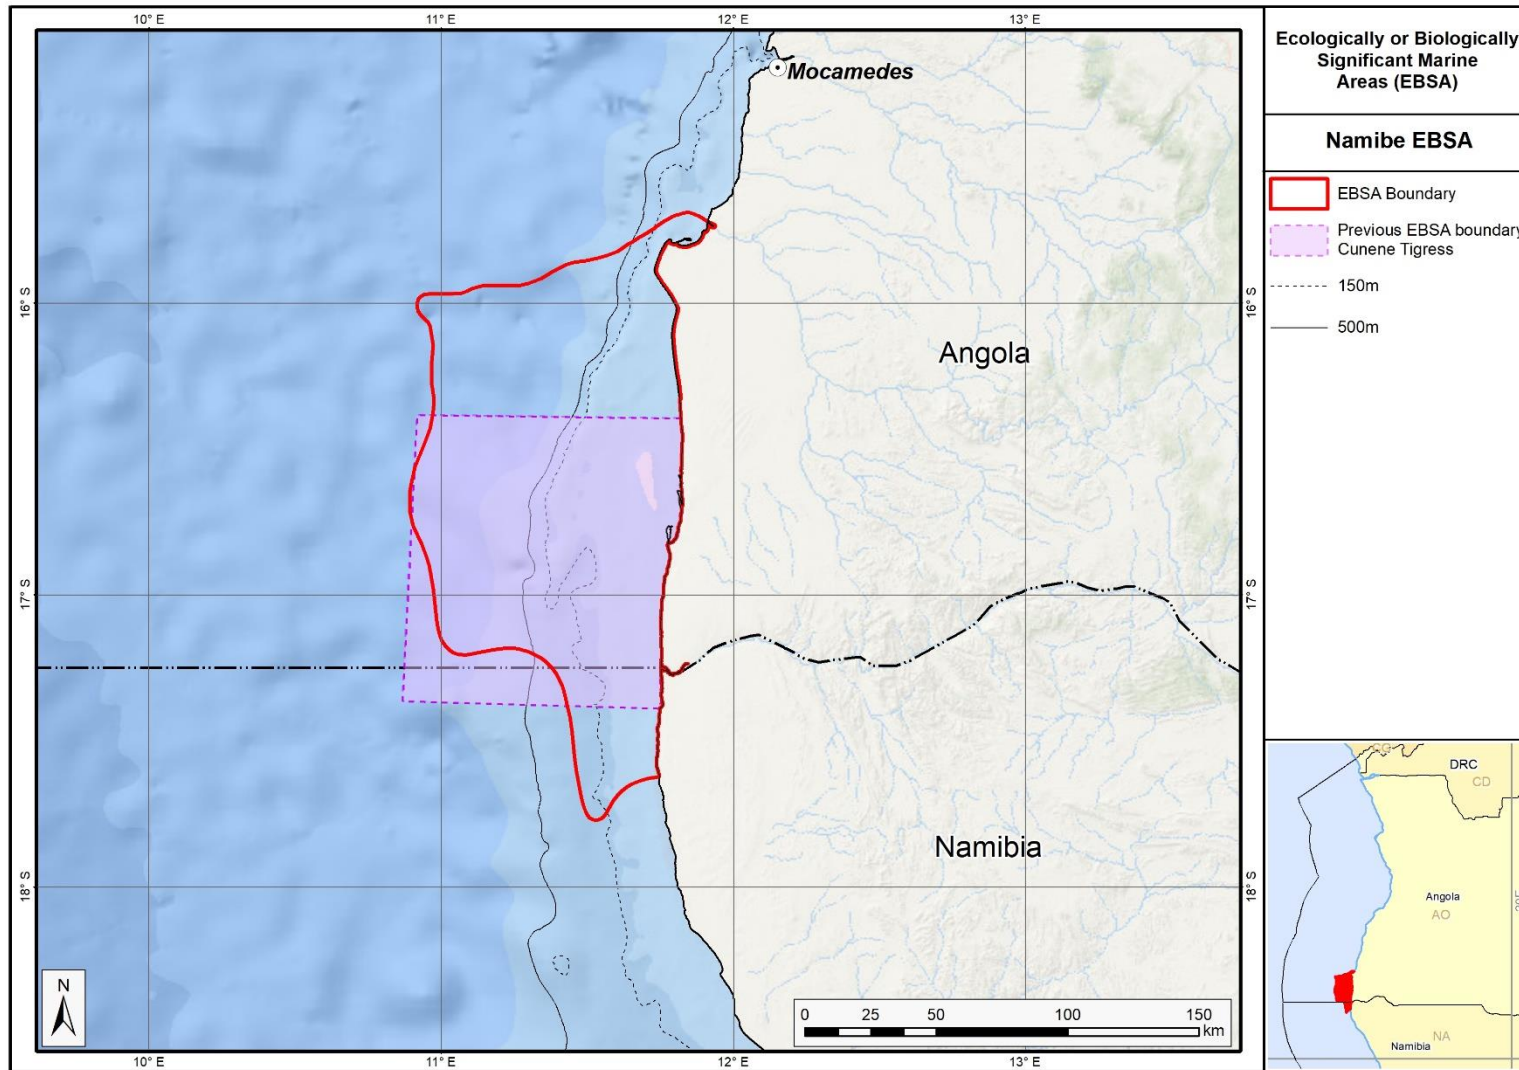 10° E
11° E
12° E
13° E
Mocamedes
16° S
16° S
Angola
17° S
17° S
Namibia
18° S
18° S
N
0 25 50 100 150
km
10° E
11° E
12° E
13° E
Ecologically or Biologically
Significant Marine
Areas (EBSA)
Namibe EBSA
EBSA Boundary
Previous EBSA boundary
Cunene Tigress
150m
500m
CG
DRC
CD
Angola
AO
NA
Namibia